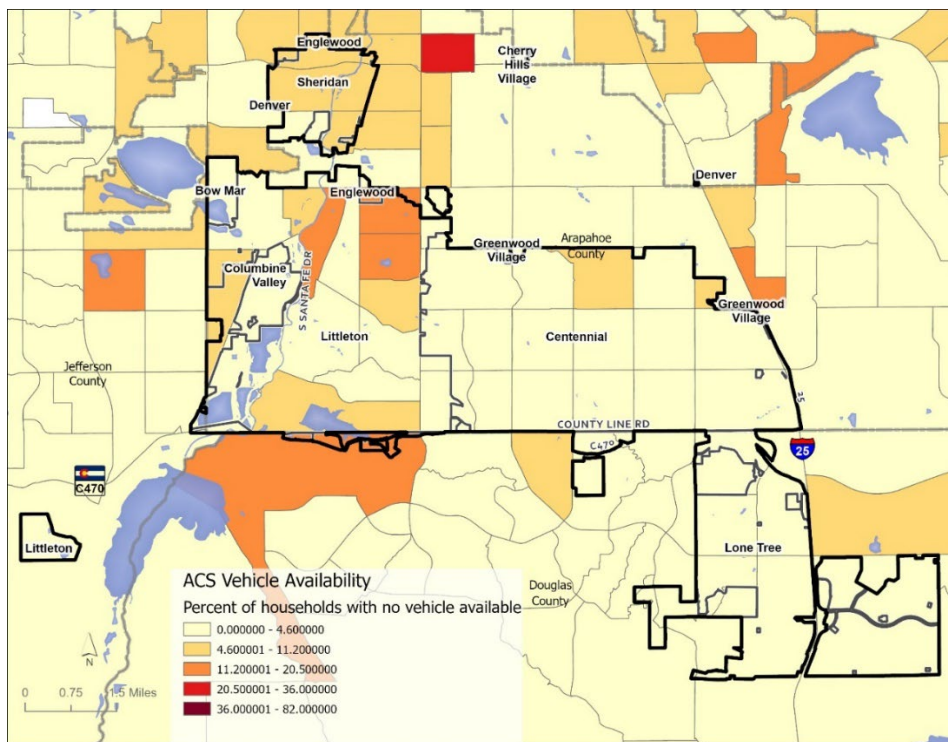 Englewood
Cherry
Hills
Village
Sheridan
Denver
Denver
Bow Mar
Englewood
Greenwood
Village
Arapahoe
County
Columbine
Valley
S SANTA FE DR
Greenwood
Village
Littleton
Centennial
Jefferson
County
25
COUNTY LINE RD
C470
25
C470
Littleton
Lone Tree
Douglas
County
ACS Vehicle Availability
Percent of households with no vehicle available
0.000000 - 4.600000
4.600001 - 11.200000
11.200001 - 20.500000
20.500001 - 36.000000
36.000001 - 82.000000
N
0 0.75 1.5 Miles